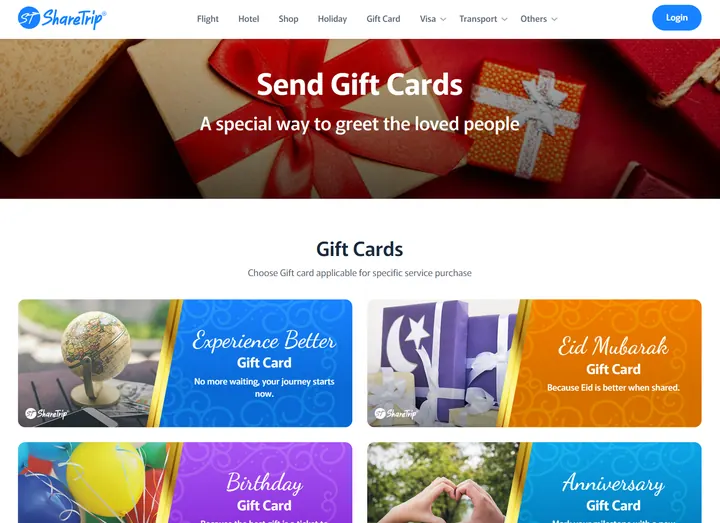 ST ShareTrip®
Flight Hotel Shop Holiday Gift Card Visa Transport Others Login
Send Gift Cards
A special way to greet the loved people
Gift Cards
Choose Gift card applicable for specific service purchase
Experience Better
Gift Card
No more waiting, your journey starts
now.
ST ShareTrip
Eid Mubarak
Gift Card
Because Eid is better when shared.
ST ShareTrip
Birthday
Gift Card
Anniversary
Gift Card